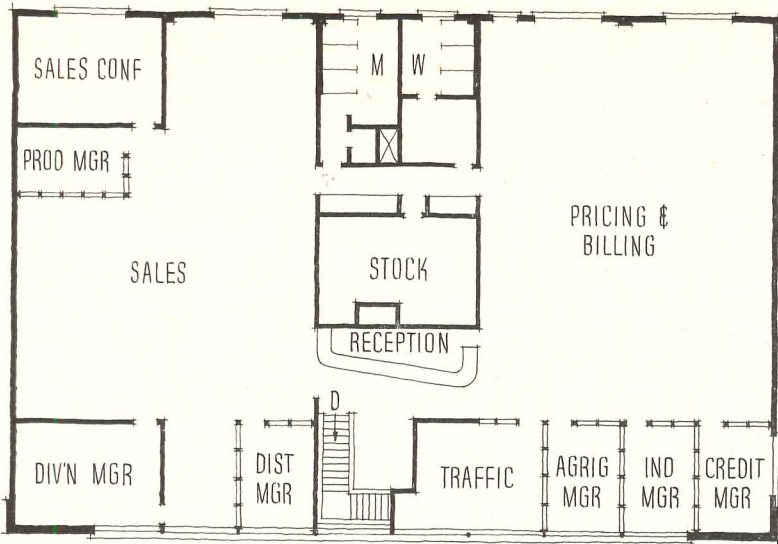 SALES CONF
M
W
PROD MGR
PRICING &
BILLING
SALES
STOCK
RECEPTION
D
DIV'N MGR
DIST
MGR
TRAFFIC
AGRIG
MGR
IND
MGR
CREDIT
MGR